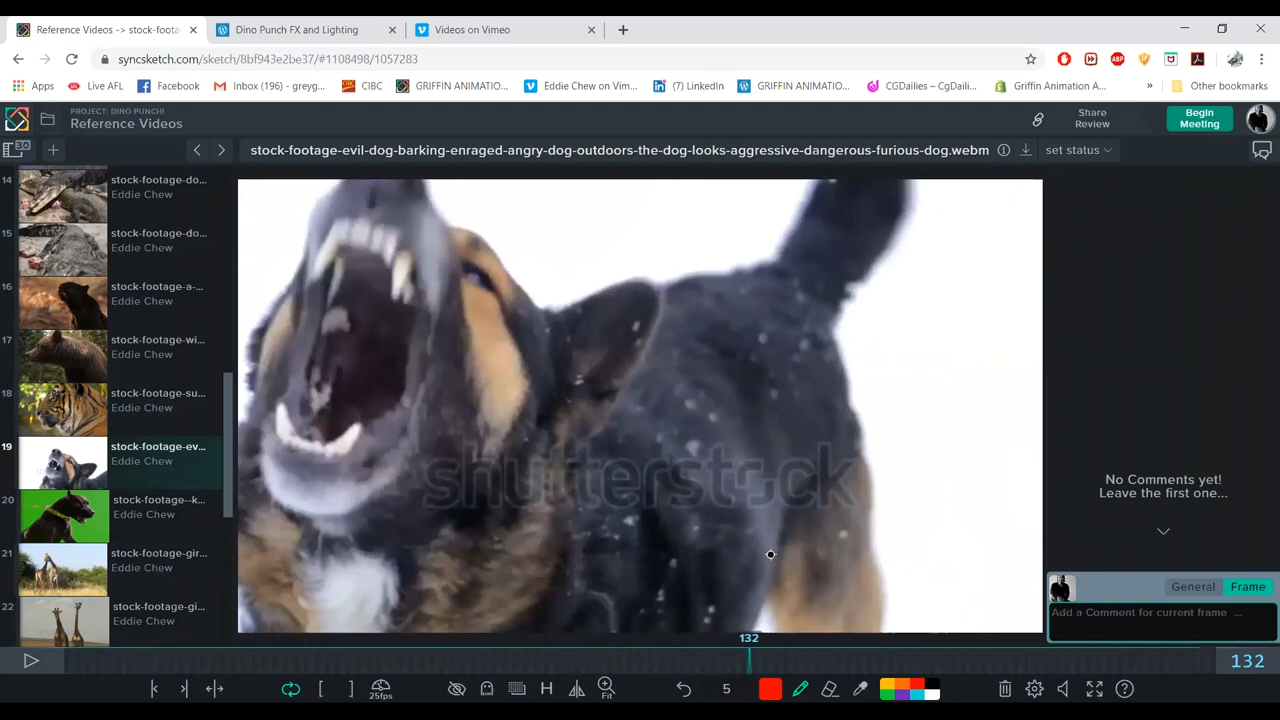 Reference Videos -> stock-foota
Dino Punch FX and Lighting
Videos on Vimeo
syncsketch.com/sketch/8bf943e2be37/#1108498/1057283
Apps
Live AFL
Facebook
Inbox (196) - greyg...
CIBC
GRIFFIN ANIMATIO...
Eddie Chew on Vim...
(7) LinkedIn
GRIFFIN ANIMATIO...
CGDailies – CgDaili...
Griffin Animation A...
»
Other bookmarks
PROJECT: DINO PUNCH!
Reference Videos
Share
Review
Begin
Meeting
30
stock-footage-evil-dog-barking-enraged-angry-dog-outdoors-the-dog-looks-aggressive-dangerous-furious-dog.webm
set status
14
stock-footage-do...
Eddie Chew
15
stock-footage-do...
Eddie Chew
16
stock-footage-a-...
Eddie Chew
17
stock-footage-wi...
Eddie Chew
18
stock-footage-su...
Eddie Chew
19
stock-footage-ev...
Eddie Chew
20
stock-footage--k...
Eddie Chew
21
stock-footage-gir...
Eddie Chew
22
stock-footage-gi...
Eddie Chew
shutterstock
No Comments yet!
Leave the first one...
General
Frame
Add a Comment for current frame ...
132
132
25fps
H
Fit
5